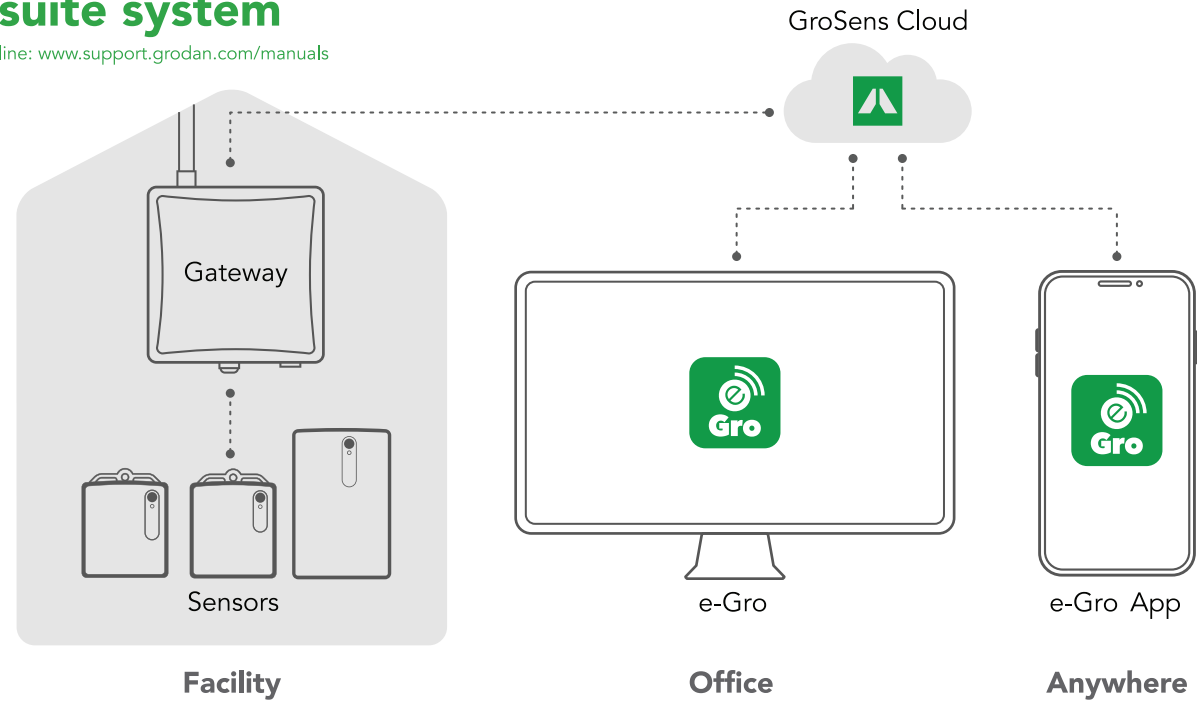 suite system
line: www.support.grodan.com/manuals
GroSens Cloud
Gateway
Sensors
e
Gro
e-Gro
e
Gro
e-Gro App
Facility
Office
Anywhere